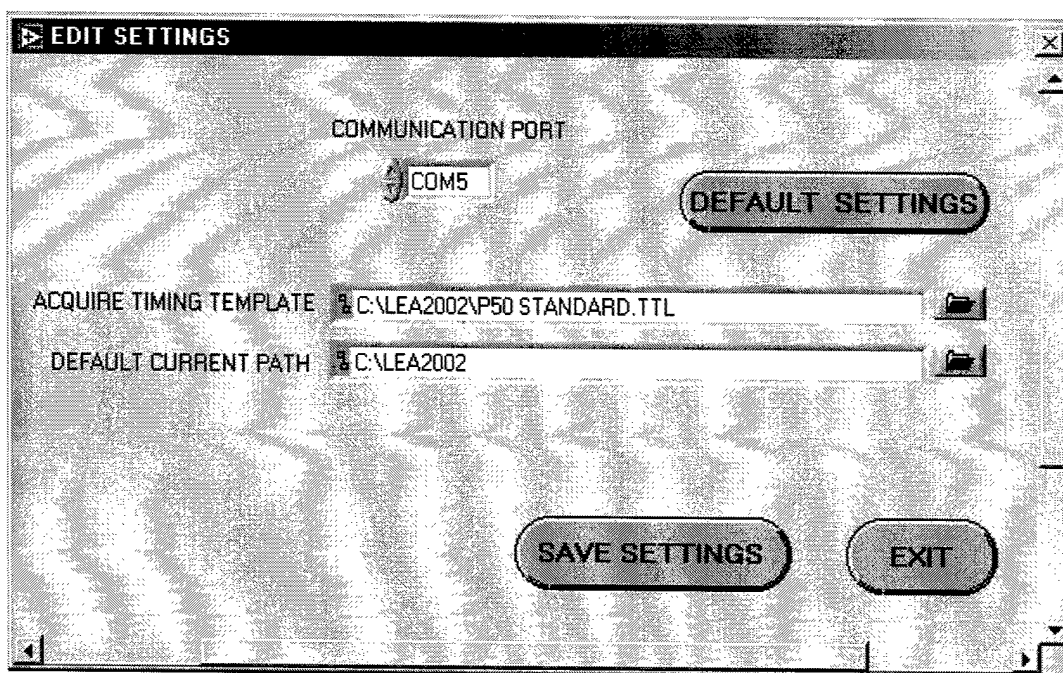 EDIT SETTINGS
COMMUNICATION PORT
COM5
DEFAULT SETTINGS
ACQUIRE TIMING TEMPLATE C:\LEA2002\P50 STANDARD.TTL
DEFAULT CURRENT PATH C:\LEA2002
SAVE SETTINGS EXIT